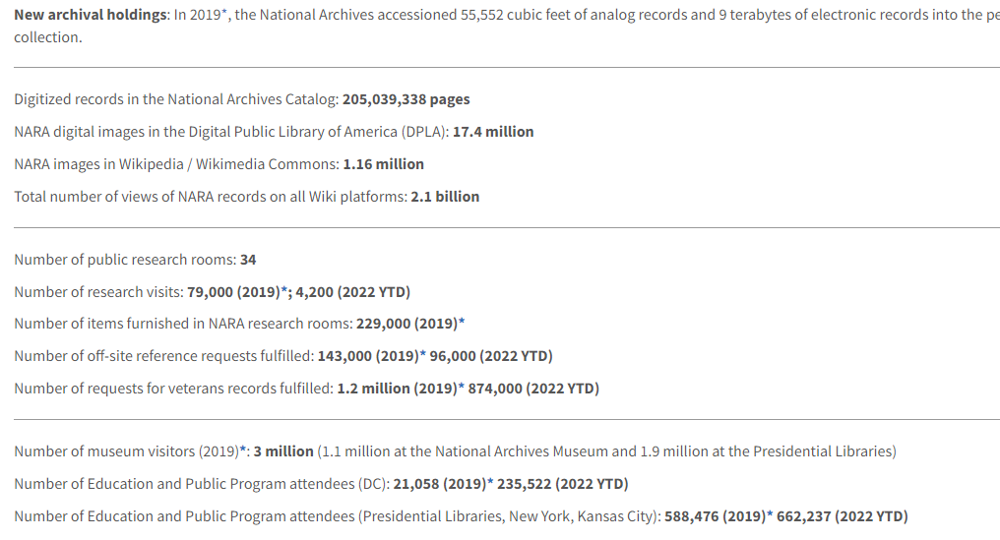 New archival holdings: In 2019*, the National Archives accessioned 55,552 cubic feet of analog records and 9 terabytes of electronic records into the
collection.
Digitized records in the National Archives Catalog: 205,039,338 pages
NARA digital images in the Digital Public Library of America (DPLA): 17.4 million
NARA images in Wikipedia / Wikimedia Commons: 1.16 million
Total number of views of NARA records on all Wiki platforms: 2.1 billion
Number of public research rooms: 34
Number of research visits: 79,000 (2019)*; 4,200 (2022 YTD)
Number of items furnished in NARA research rooms: 229,000 (2019)*
Number of off-site reference requests fulfilled: 143,000 (2019)* 96,000 (2022 YTD)
Number of requests for veterans records fulfilled: 1.2 million (2019)* 874,000 (2022 YTD)
Number of museum visitors (2019)*: 3 million (1.1 million at the National Archives Museum and 1.9 million at the Presidential Libraries)
Number of Education and Public Program attendees (DC): 21,058 (2019)* 235,522 (2022 YTD)
Number of Education and Public Program attendees (Presidential Libraries, New York, Kansas City): 588,476 (2019)* 662,237 (2022 YTD)